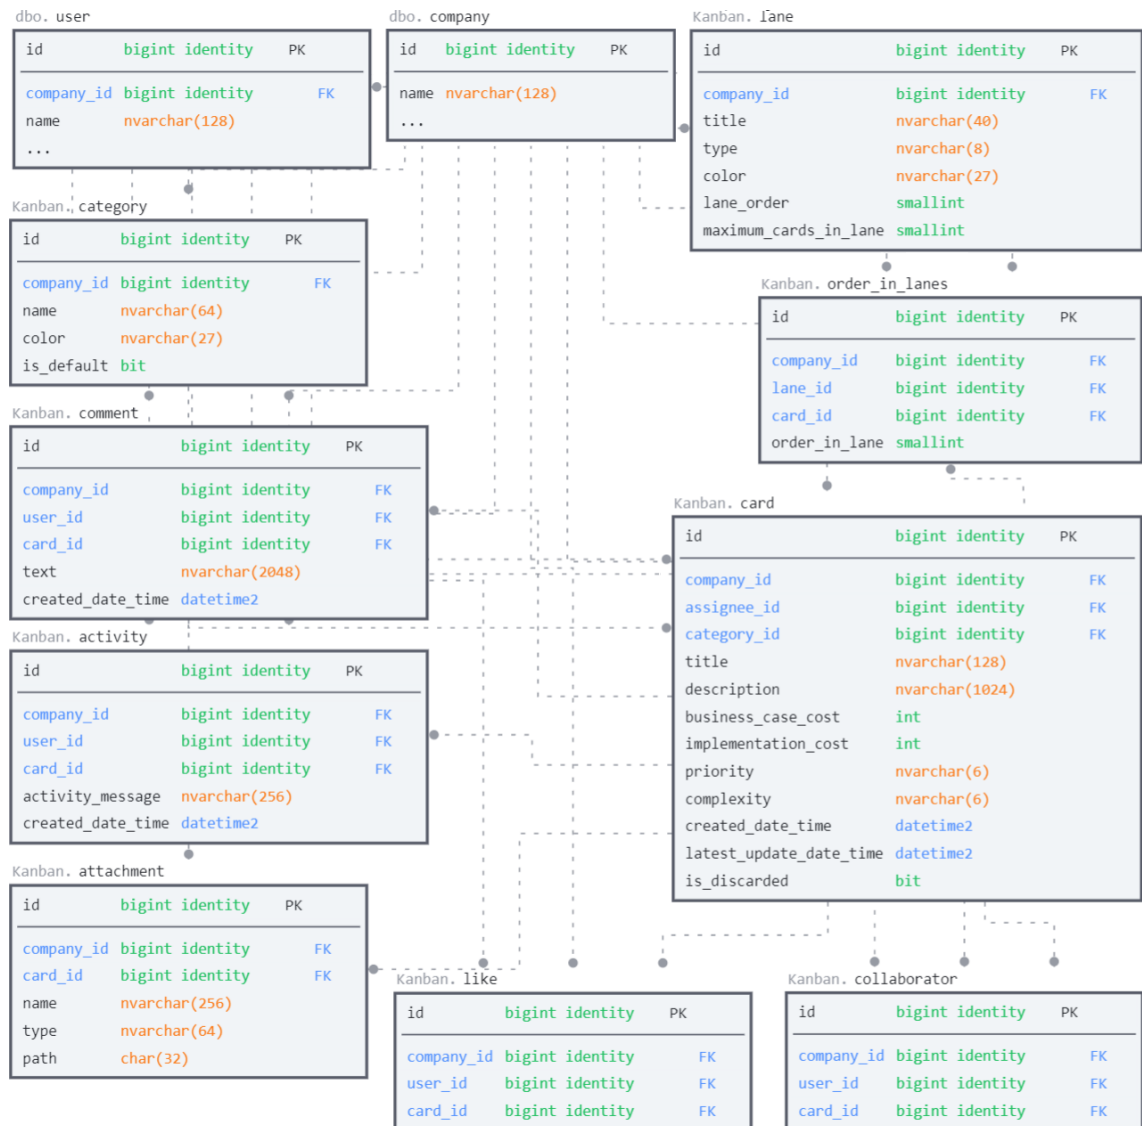 dbo. user
id bigint identity PK
company_id bigint identity FK
name nvarchar(128)
...
dbo. company
id bigint identity PK
name nvarchar(128)
...
Kanban. lane
id bigint identity PK
company_id bigint identity FK
title nvarchar(40)
type nvarchar(8)
color nvarchar(27)
lane_order smallint
maximum_cards_in_lane smallint
Kanban. category
id bigint identity PK
company_id bigint identity FK
name nvarchar(64)
color nvarchar(27)
is_default bit
Kanban. order_in_lanes
id bigint identity PK
company_id bigint identity FK
lane_id bigint identity FK
card_id bigint identity FK
order_in_lane smallint
Kanban. comment
id bigint identity PK
company_id bigint identity FK
user_id bigint identity FK
card_id bigint identity FK
text nvarchar(2048)
created_date_time datetime2
Kanban. card
id bigint identity PK
company_id bigint identity FK
assignee_id bigint identity FK
category_id bigint identity FK
title nvarchar(128)
description nvarchar(1024)
business_case_cost int
implementation_cost int
priority nvarchar(6)
complexity nvarchar(6)
created_date_time datetime2
latest_update_date_time datetime2
is_discarded bit
Kanban. activity
id bigint identity PK
company_id bigint identity FK
user_id bigint identity FK
card_id bigint identity FK
activity_message nvarchar(256)
created_date_time datetime2
Kanban. attachment
id bigint identity PK
company_id bigint identity FK
card_id bigint identity FK
name nvarchar(256)
type nvarchar(64)
path char(32)
Kanban. like
id bigint identity PK
company_id bigint identity FK
user_id bigint identity FK
card_id bigint identity FK
Kanban. collaborator
id bigint identity PK
company_id bigint identity FK
user_id bigint identity FK
card_id bigint identity FK